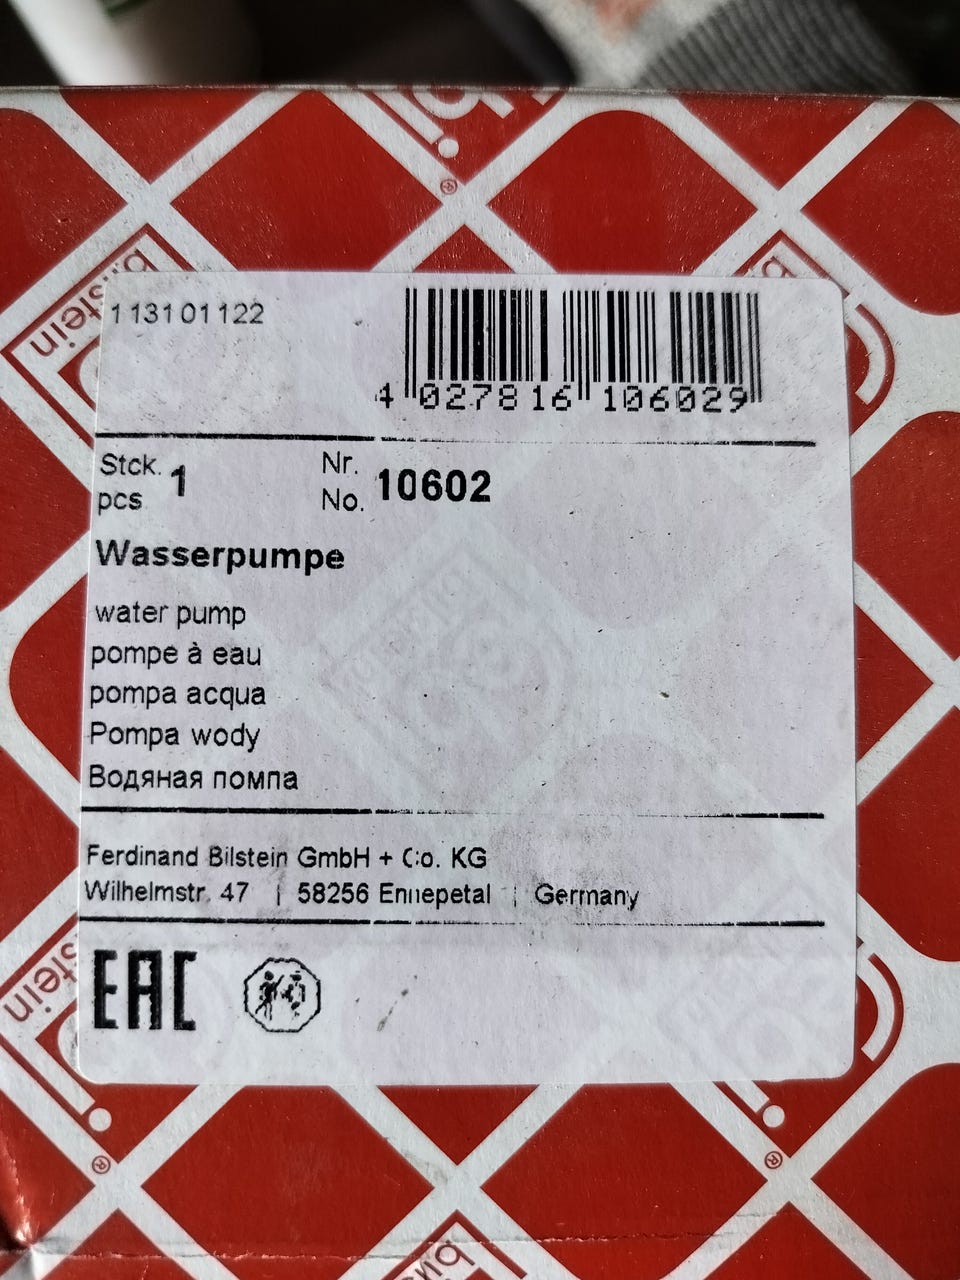 113101122
4 027816 106029
Stck. 1 Nr.
pcs No. 10602
Wasserpumpe
water pump
pompe à eau
pompa acqua
Pompa wody
Водяная помпа
Ferdinand Bilstein GmbH + Co. KG
Wilhelmstr. 47 | 58256 Ennepetal | Germany
EAC